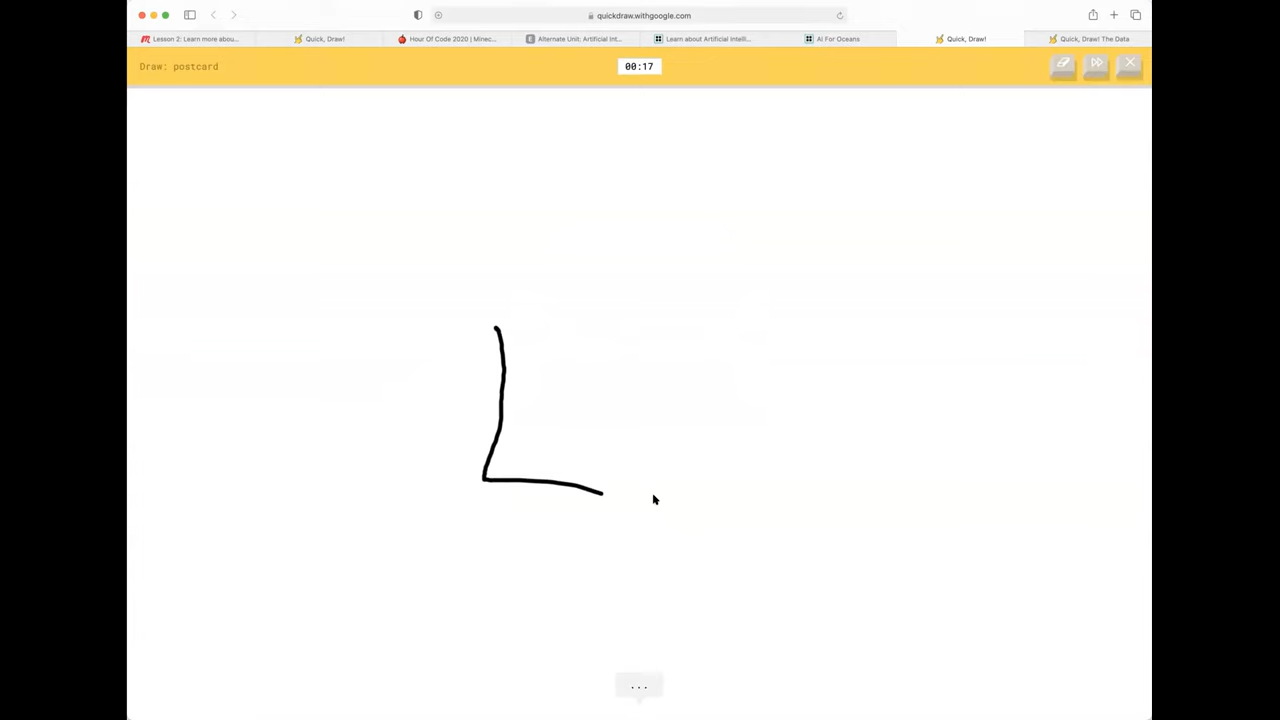 quickdraw.withgoogle.com
Lesson 2: Learn more abou...
Quick, Draw!
Hour Of Code 2020 | Minec...
Alternate Unit: Artificial Int...
Learn about Artificial Intelli...
AI For Oceans
Quick, Draw!
Quick, Draw! The Data
Draw: postcard
00:17
...